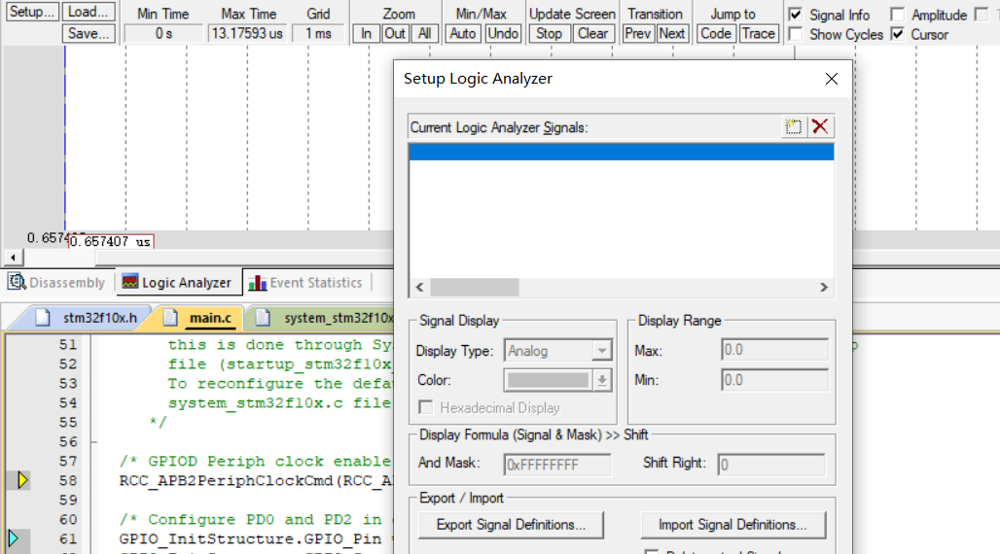 Setup... Load... Min Time Max Time Grid Zoom Min/Max Update Screen Transition Jump to Signal Info Amplitude
Save... 0 s 13.17593 us 1 ms In Out All Auto Undo Stop Clear Prev Next Code Trace Show Cycles Cursor
Setup Logic Analyzer
Current Logic Analyzer Signals:
0.657407 us
Disassembly Logic Analyzer Event Statistics
Signal Display
Display Type: Analog
Color:
Hexadecimal Display
Display Range
Max: 0.0
Min: 0.0
Display Formula (Signal & Mask) >> Shift
And Mask: 0xFFFFFFFF Shift Right: 0
Export / Import
Export Signal Definitions... Import Signal Definitions...
stm32f10x.h main.c system_stm32f10x
51 this is done through Sy
52 file (startup_stm32f10x
53 To reconfigure the defa
54 system_stm32f10x.c file
55 */
56
57 /* GPIOD Periph clock enable
58 RCC_APB2PeriphClockCmd(RCC_A
59
60 /* Configure PD0 and PD2 in
61 GPIO_InitStructure.GPIO_Pin